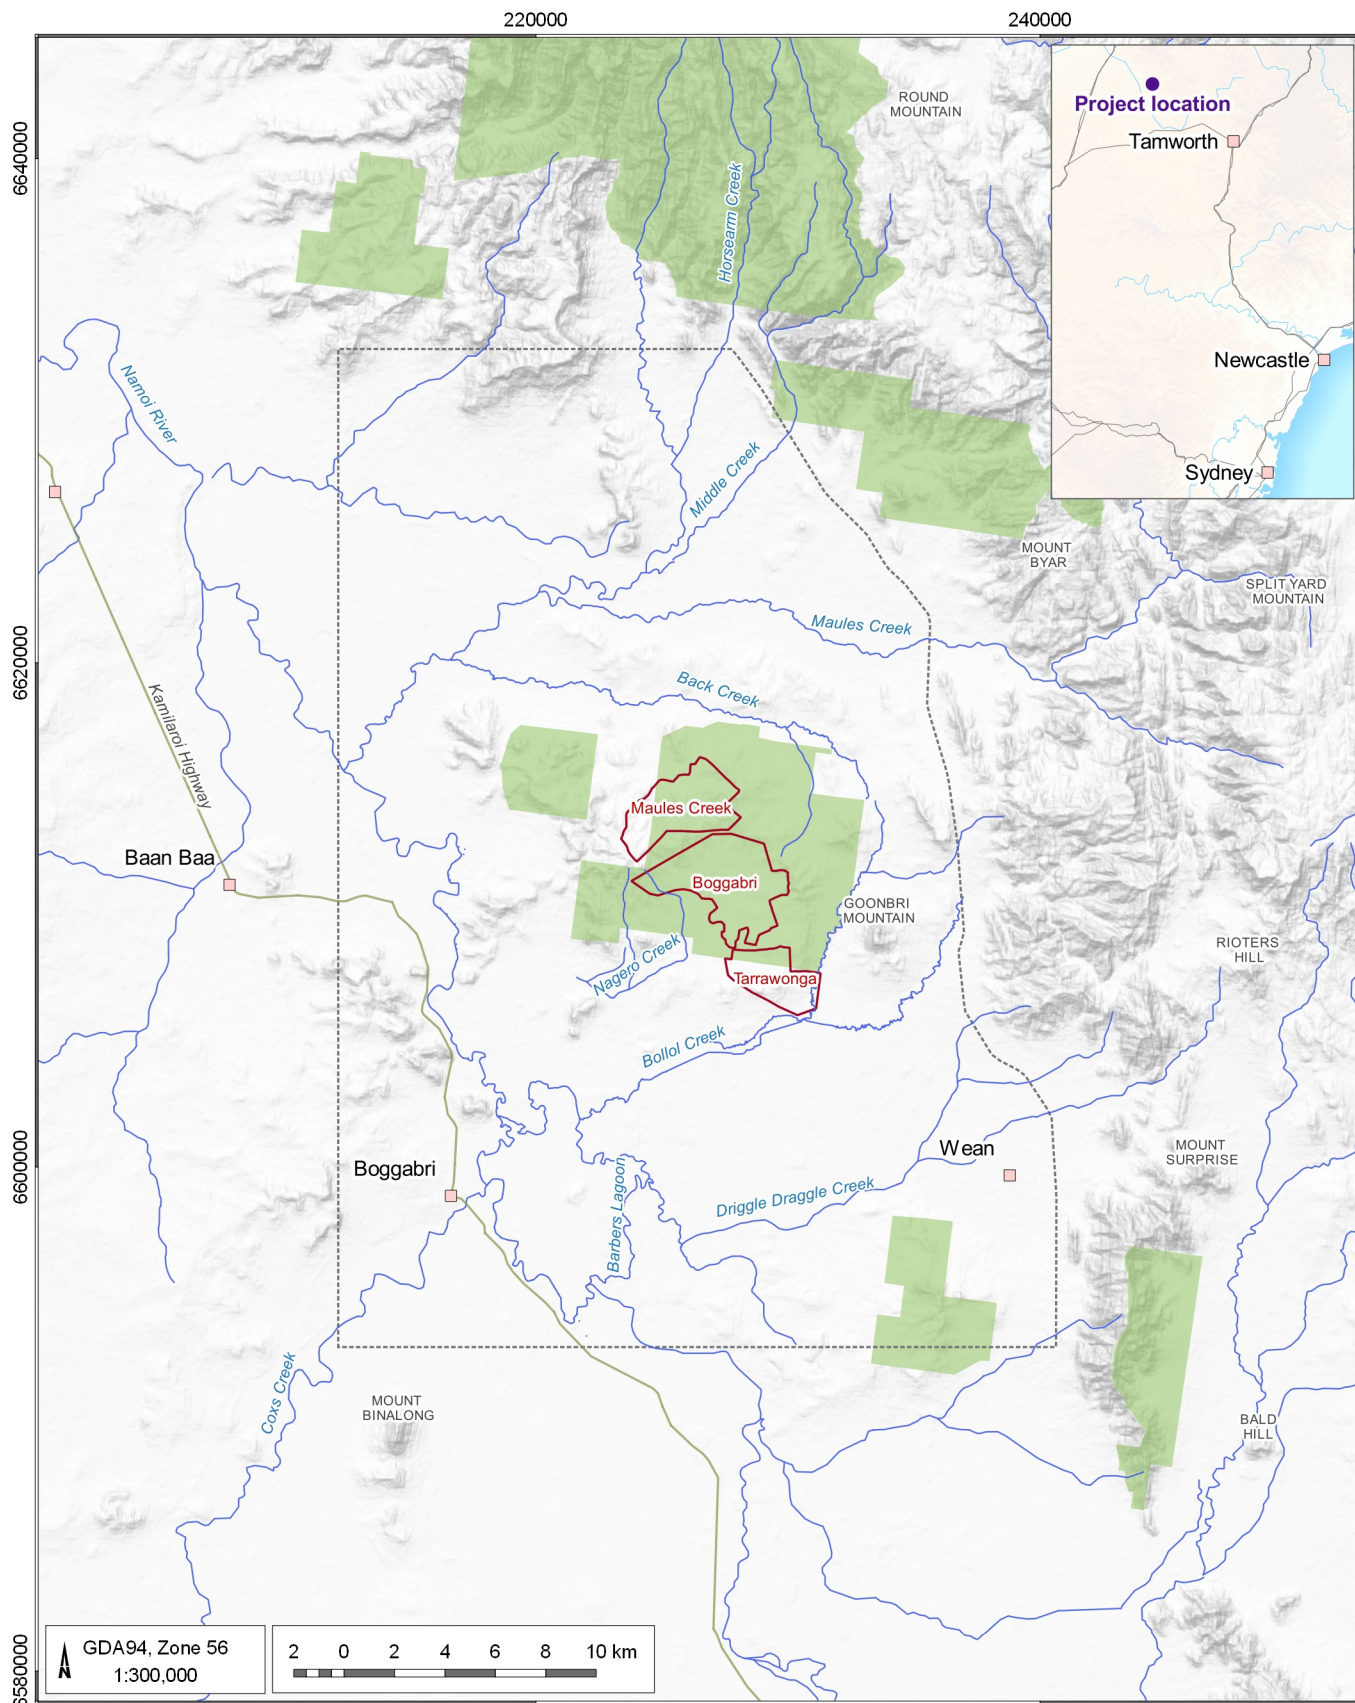 220000
240000
6640000
6620000
6600000
6580000
ROUND
MOUNTAIN
Project location
Tamworth
Newcastle
Sydney
Horsearm Creek
Namoi River
Middle Creek
MOUNT
BYAR
SPLIT YARD
MOUNTAIN
Maules Creek
Back Creek
Kamilaroi Highway
Maules Creek
Baan Baa
Boggabri
GOONBRI
MOUNTAIN
RIOTERS
HILL
Nagero Creek
Tarrawonga
Bollol Creek
Wean
MOUNT
SURPRISE
Boggabri
Barbers Lagoon
Driggle Draggle Creek
Coxs Creek
MOUNT
BINALONG
BALD
HILL
N
GDA94, Zone 56
1:300,000
2 0 2 4 6 8 10 km